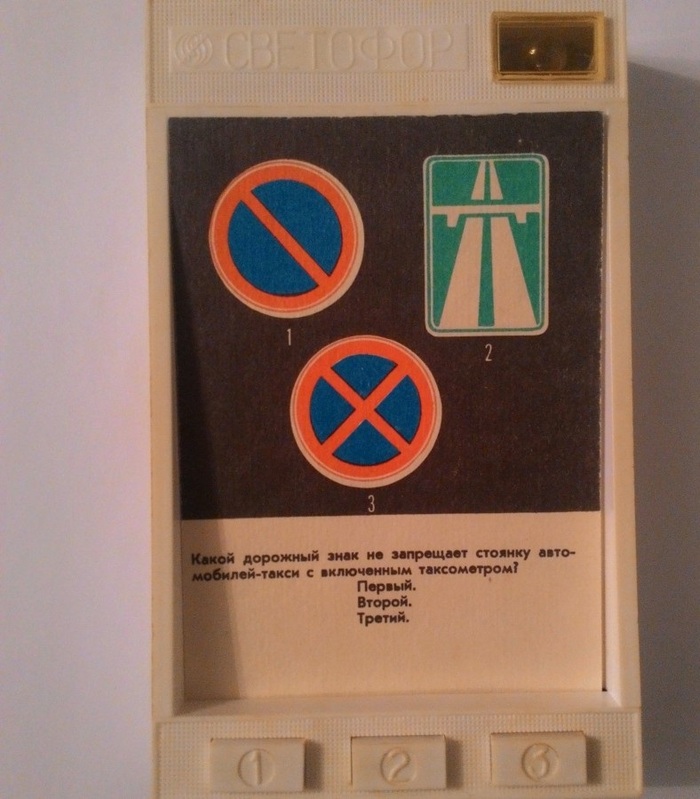 СВЕТОФОР
1
2
3
Какой дорожный знак не запрещает стоянку авто-
мобилей-такси с включенным таксометром?
Первый.
Второй.
Третий.
1 2 3